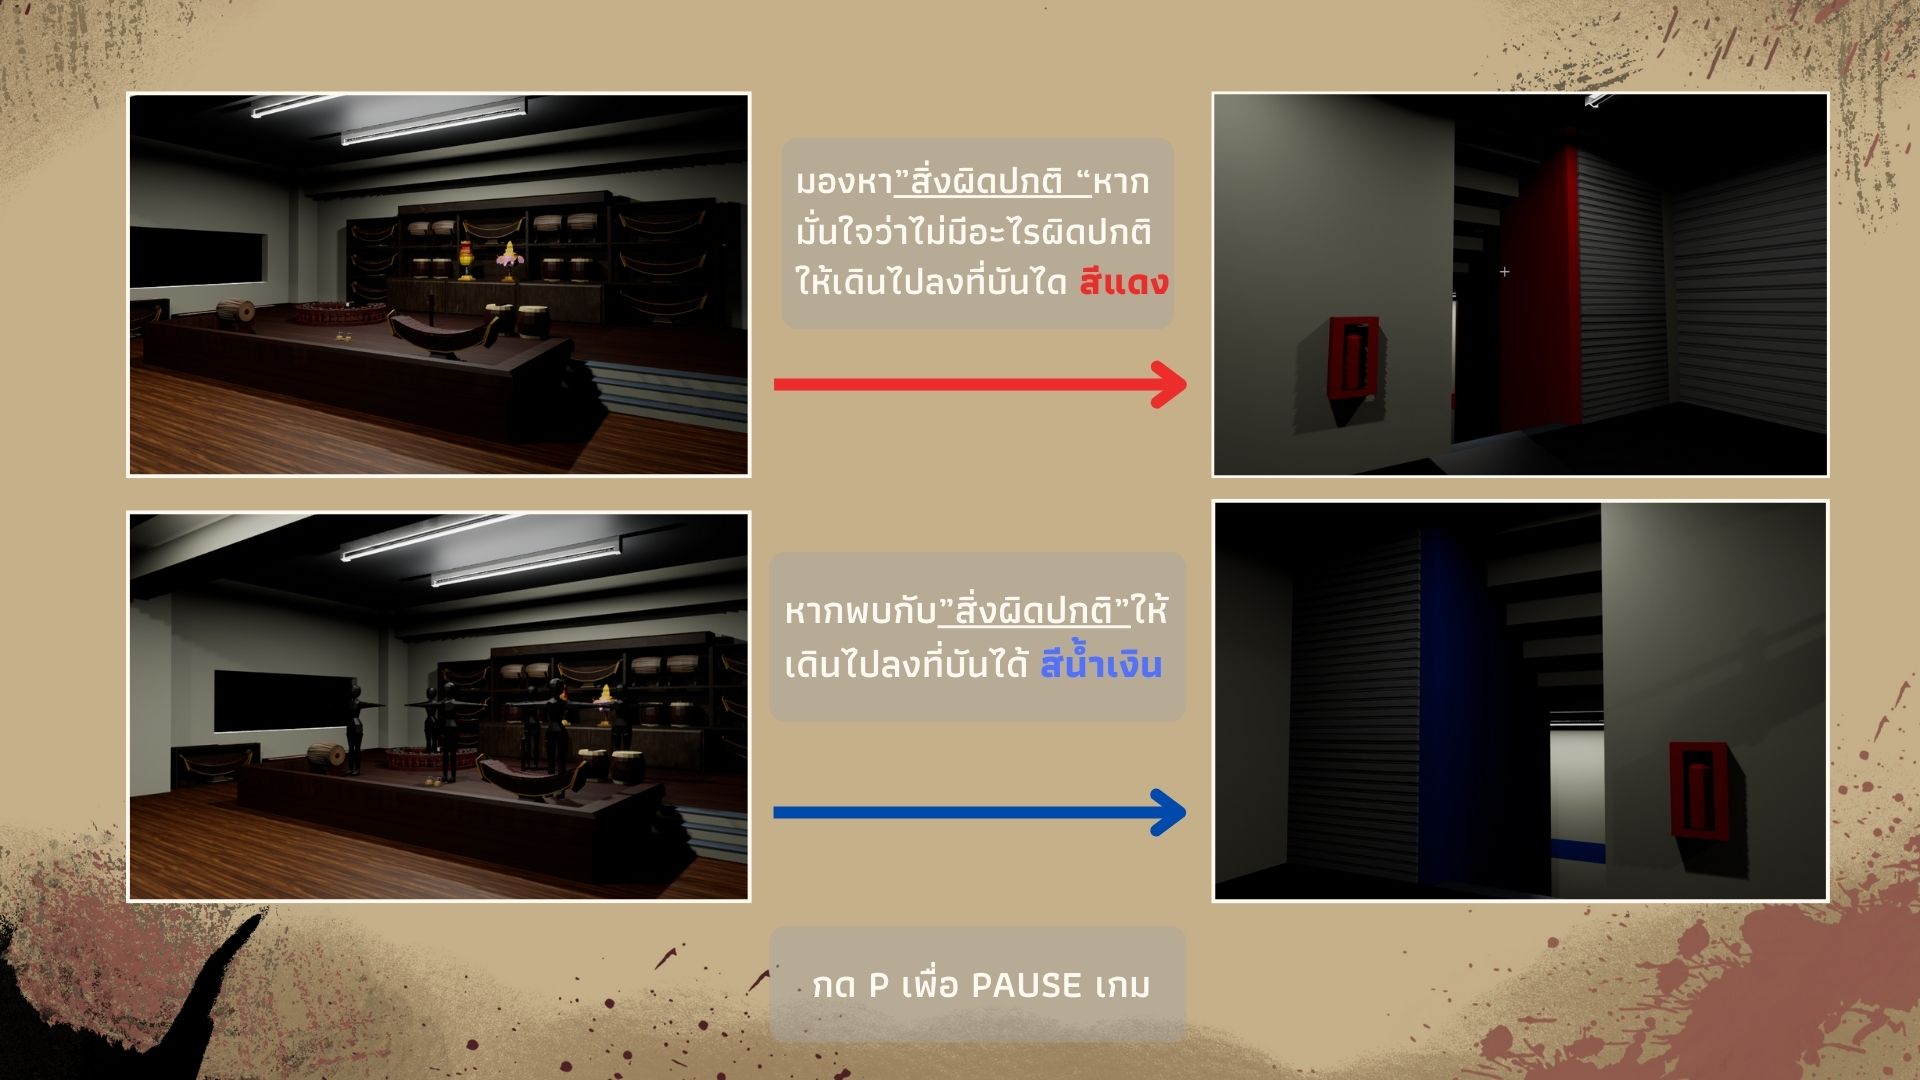 มองหา”สิ่งผิดปกติ “หาก
มั่นใจว่าไม่มีอะไรผิดปกติ
ให้เดินไปลงที่บันได สีแดง
หากพบกับ”สิ่งผิดปกติ”ให้
เดินไปลงที่บันได้ สีน้ำเงิน
กด P เพื่อ PAUSE เกม